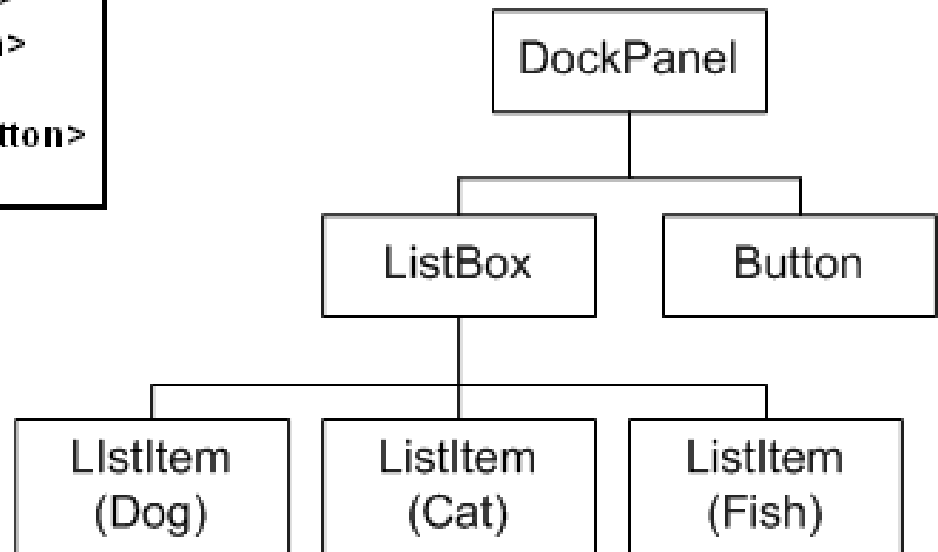 n>
tton>
DockPanel
ListBox
Button
LIstItem
(Dog)
ListItem
(Cat)
ListItem
(Fish)